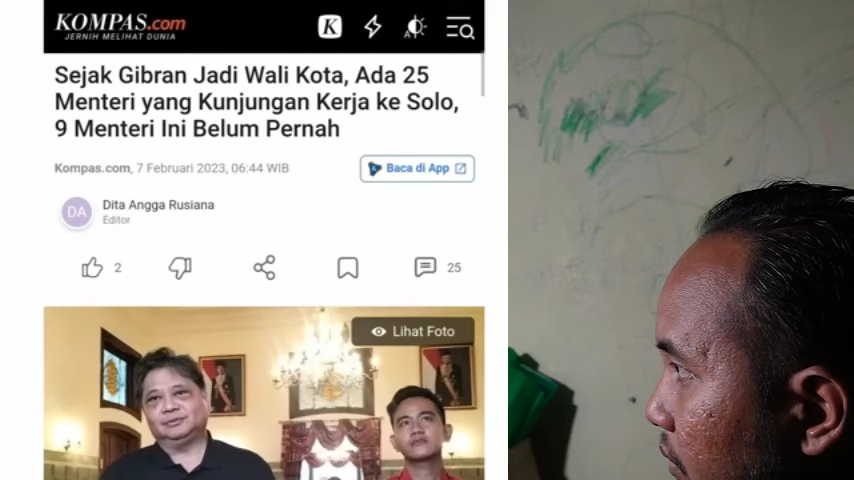 KOMPAS.com
JERNIH MELIHAT DUNIA
Sejak Gibran Jadi Wali Kota, Ada 25
Menteri yang Kunjungan Kerja ke Solo,
9 Menteri Ini Belum Pernah
Kompas.com, 7 Februari 2023, 06:44 WIB
Baca di App
DA
Dita Angga Rusiana
Editor
2
25
Lihat Foto